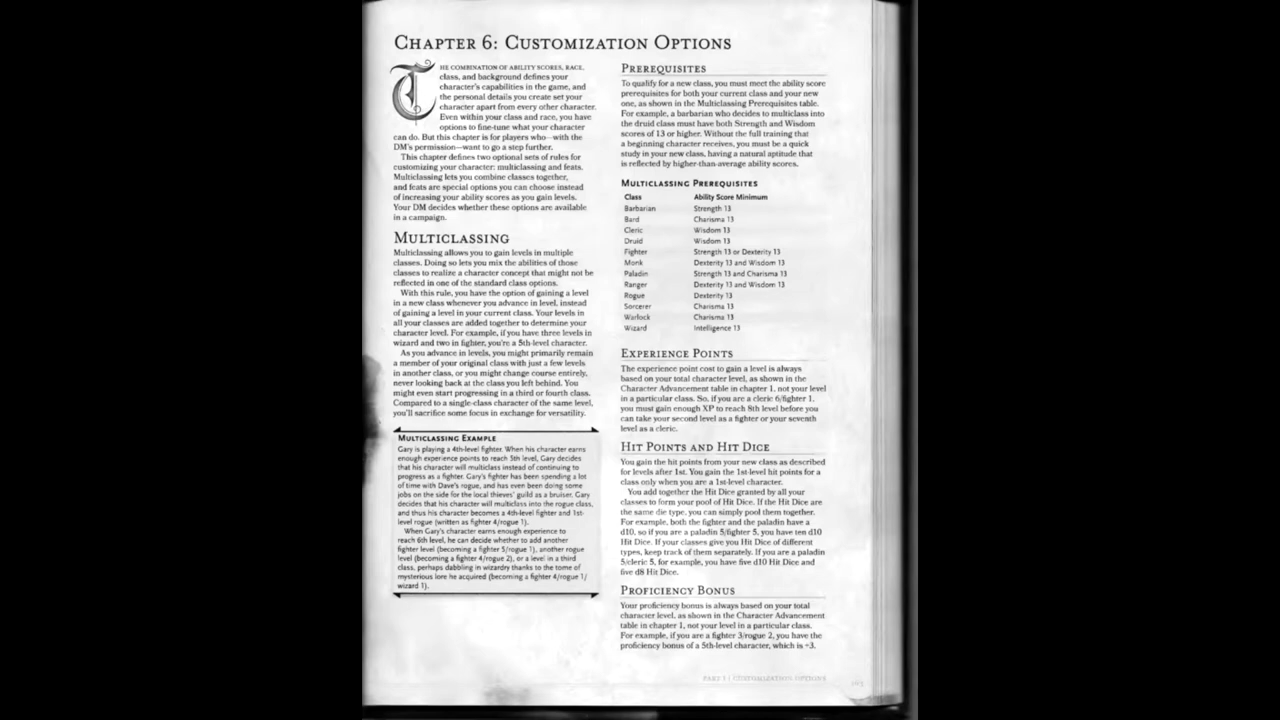 CHAPTER 6: CUSTOMIZATION OPTIONS
THE COMBINATION OF ABILITY SCORES, RACE,
class, and background defines your
character's capabilities in the game, and
the personal details you create set your
character apart from every other character.
Even within your class and race, you have
options to fine-tune what your character
can do. But this chapter is for players who—with the
DM's permission—want to go a step further.
This chapter defines two optional sets of rules for
customizing your character: multiclassing and feats.
Multiclassing lets you combine classes together,
and feats are special options you can choose instead
of increasing your ability scores as you gain levels.
Your DM decides whether these options are available
in a campaign.
MULTICLASSING
Multiclassing allows you to gain levels in multiple
classes. Doing so lets you mix the abilities of those
classes to realize a character concept that might not be
reflected in one of the standard class options.
With this rule, you have the option of gaining a level
in a new class whenever you advance in level, instead
of gaining a level in your current class. Your levels in
all your classes are added together to determine your
character level. For example, if you have three levels in
wizard and two in fighter, you're a 5th-level character.
As you advance in levels, you might primarily remain
a member of your original class with just a few levels
in another class, or you might change course entirely,
never looking back at the class you left behind. You
might even start progressing in a third or fourth class.
Compared to a single-class character of the same level,
you'll sacrifice some focus in exchange for versatility.
MULTICLASSING EXAMPLE
Gary is playing a 4th-level fighter. When his character earns
enough experience points to reach 5th level, Gary decides
that his character will multiclass instead of continuing to
progress as a fighter. Gary's fighter has been spending a lot
of time with Dave's rogue, and has even been doing some
jobs on the side for the local thieves' guild as a bruiser. Gary
decides that his character will multiclass into the rogue class,
and thus his character becomes a 4th-level fighter and 1st-
level rogue (written as fighter 4/rogue 1).
When Gary's character earns enough experience to
reach 6th level, he can decide whether to add another
fighter level (becoming a fighter 5/rogue 1), another rogue
level (becoming a fighter 4/rogue 2), or a level in a third
class, perhaps dabbling in wizardry thanks to the tome of
mysterious lore he acquired (becoming a fighter 4/rogue 1/
wizard 1).
PREREQUISITES
To qualify for a new class, you must meet the ability score
prerequisites for both your current class and your new
one, as shown in the Multiclassing Prerequisites table.
For example, a barbarian who decides to multiclass into
the druid class must have both Strength and Wisdom
scores of 13 or higher. Without the full training that
a beginning character receives, you must be a quick
study in your new class, having a natural aptitude that
is reflected by higher-than-average ability scores.
MULTICLASSING PREREQUISITES
Class Ability Score Minimum
Barbarian Strength 13
Bard Charisma 13
Cleric Wisdom 13
Druid Wisdom 13
Fighter Strength 13 or Dexterity 13
Monk Dexterity 13 and Wisdom 13
Paladin Strength 13 and Charisma 13
Ranger Dexterity 13 and Wisdom 13
Rogue Dexterity 13
Sorcerer Charisma 13
Warlock Charisma 13
Wizard Intelligence 13
EXPERIENCE POINTS
The experience point cost to gain a level is always
based on your total character level, as shown in the
Character Advancement table in chapter 1, not your level
in a particular class. So, if you are a cleric 6/fighter 1,
you must gain enough XP to reach 8th level before you
can take your second level as a fighter or your seventh
level as a cleric.
HIT POINTS AND HIT DICE
You gain the hit points from your new class as described
for levels after 1st. You gain the 1st-level hit points for a
class only when you are a 1st-level character.
You add together the Hit Dice granted by all your
classes to form your pool of Hit Dice. If the Hit Dice are
the same die type, you can simply pool them together.
For example, both the fighter and the paladin have a
d10, so if you are a paladin 5/fighter 5, you have ten d10
Hit Dice. If your classes give you Hit Dice of different
types, keep track of them separately. If you are a paladin
5/cleric 5, for example, you have five d10 Hit Dice and
five d8 Hit Dice.
PROFICIENCY BONUS
Your proficiency bonus is always based on your total
character level, as shown in the Character Advancement
table in chapter 1, not your level in a particular class.
For example, if you are a fighter 3/rogue 2, you have the
proficiency bonus of a 5th-level character, which is +3.
PART 1 | CUSTOMIZATION OPTIONS
163